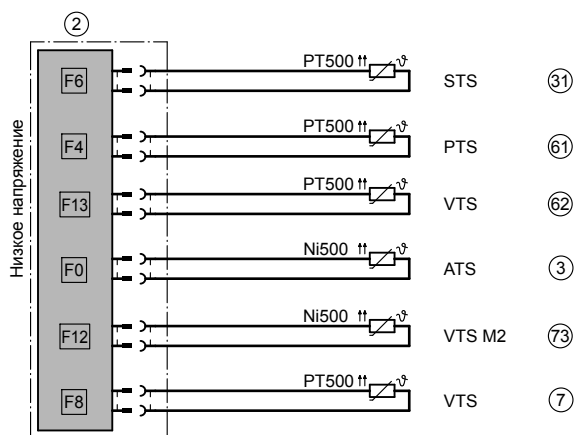 2
F6 PT500 ϑ STS 31
F4 PT500 ϑ PTS 61
F13 PT500 ϑ VTS 62
F0 Ni500 ϑ ATS 3
F12 Ni500 ϑ VTS M2 73
F8 PT500 ϑ VTS 7
Низкое напряжение